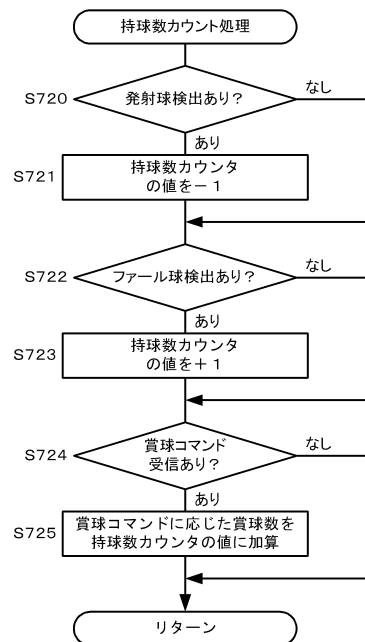 持球数カウント処理
S720
発射球検出あり?
なし
あり
S721
持球数カウンタ
の値を-1
S722
ファール球検出あり?
なし
あり
S723
持球数カウンタ
の値を+1
S724
賞球コマンド
受信あり?
なし
あり
S725
賞球コマンドに応じた賞球数を
持球数カウンタの値に加算
リターン